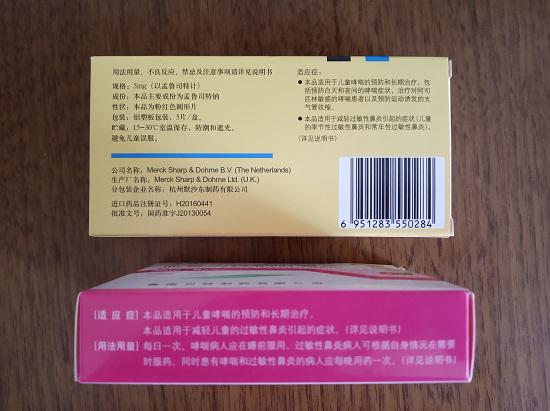 用法用量、不良反应、禁忌及注意事项请详见说明书
规格：5mg（以孟鲁司特计）
成份：本品主要成份为孟鲁司特钠
性状：本品为粉红色圆形片
包装：铝塑板包装，5片/盒。
贮藏：15–30℃室温保存，防潮和遮光。
避免儿童误服。
公司名称：Merck Sharp & Dohme B.V. (The Netherlands)
生产厂名称：Merck Sharp & Dohme Ltd. (U.K.)
分包装企业名称：杭州默沙东制药有限公司
进口药品注册证号：H20160441
批准文号：国药准字J20130054
适应症：
●本品适用于儿童哮喘的预防和长期治疗，包
括预防白天和夜间的哮喘症状，治疗对阿司
匹林敏感的哮喘患者以及预防运动诱发的支
气管收缩。
●本品适用于减轻过敏性鼻炎引起的症状（儿童
的季节性过敏性鼻炎和常年性过敏性鼻炎）。
（详见说明书）
6 951283 550284
[适 应 症] 本品适用于儿童哮喘的预防和长期治疗。
本品适用于减轻儿童的过敏性鼻炎引起的症状。（详见说明书）
[用法用量] 每日一次。哮喘病人应在睡前服用。过敏性鼻炎病人可根据自身情况在需要
时服药。同时患有哮喘和过敏性鼻炎的病人应每晚用药一次。（详见说明书）